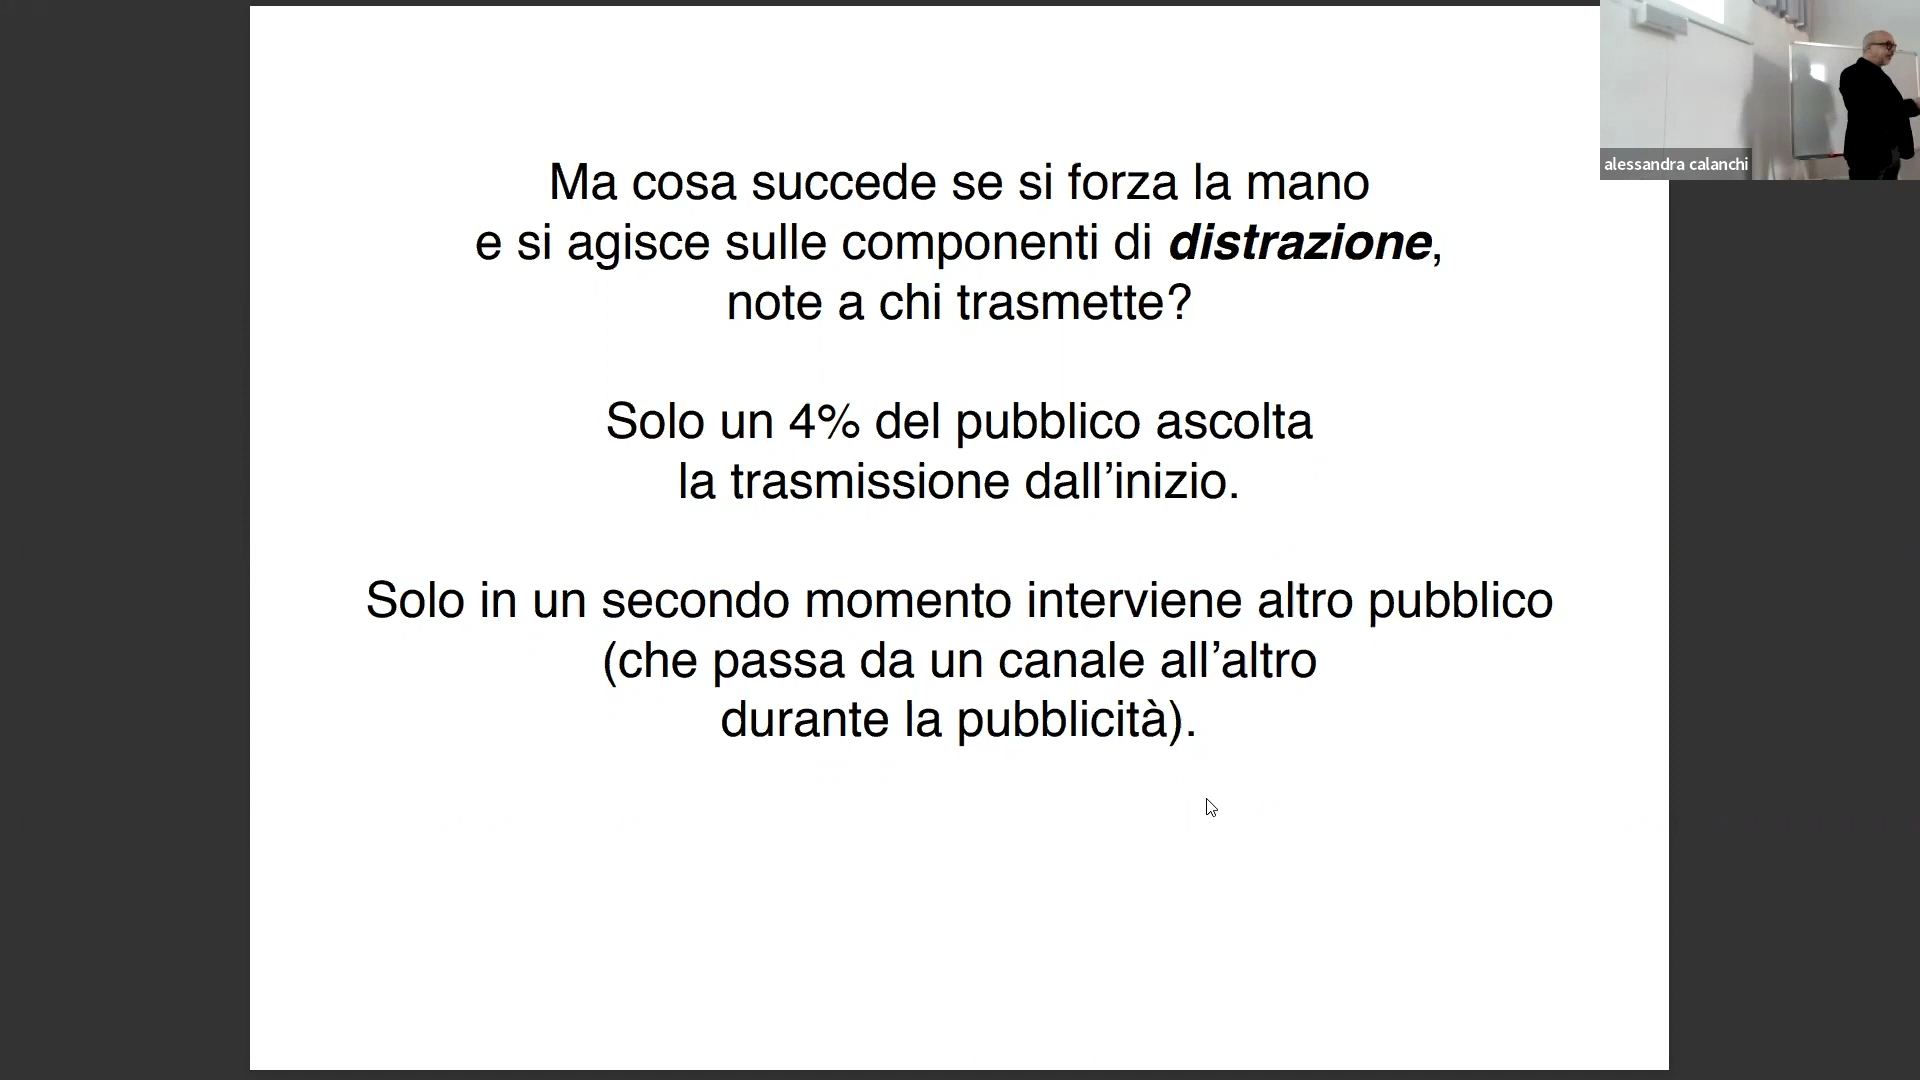 Ma cosa succede se si forza la mano
e si agisce sulle componenti di distrazione,
note a chi trasmette?
Solo un 4% del pubblico ascolta
la trasmissione dall’inizio.
Solo in un secondo momento interviene altro pubblico
(che passa da un canale all’altro
durante la pubblicità).
alessandra calanchi